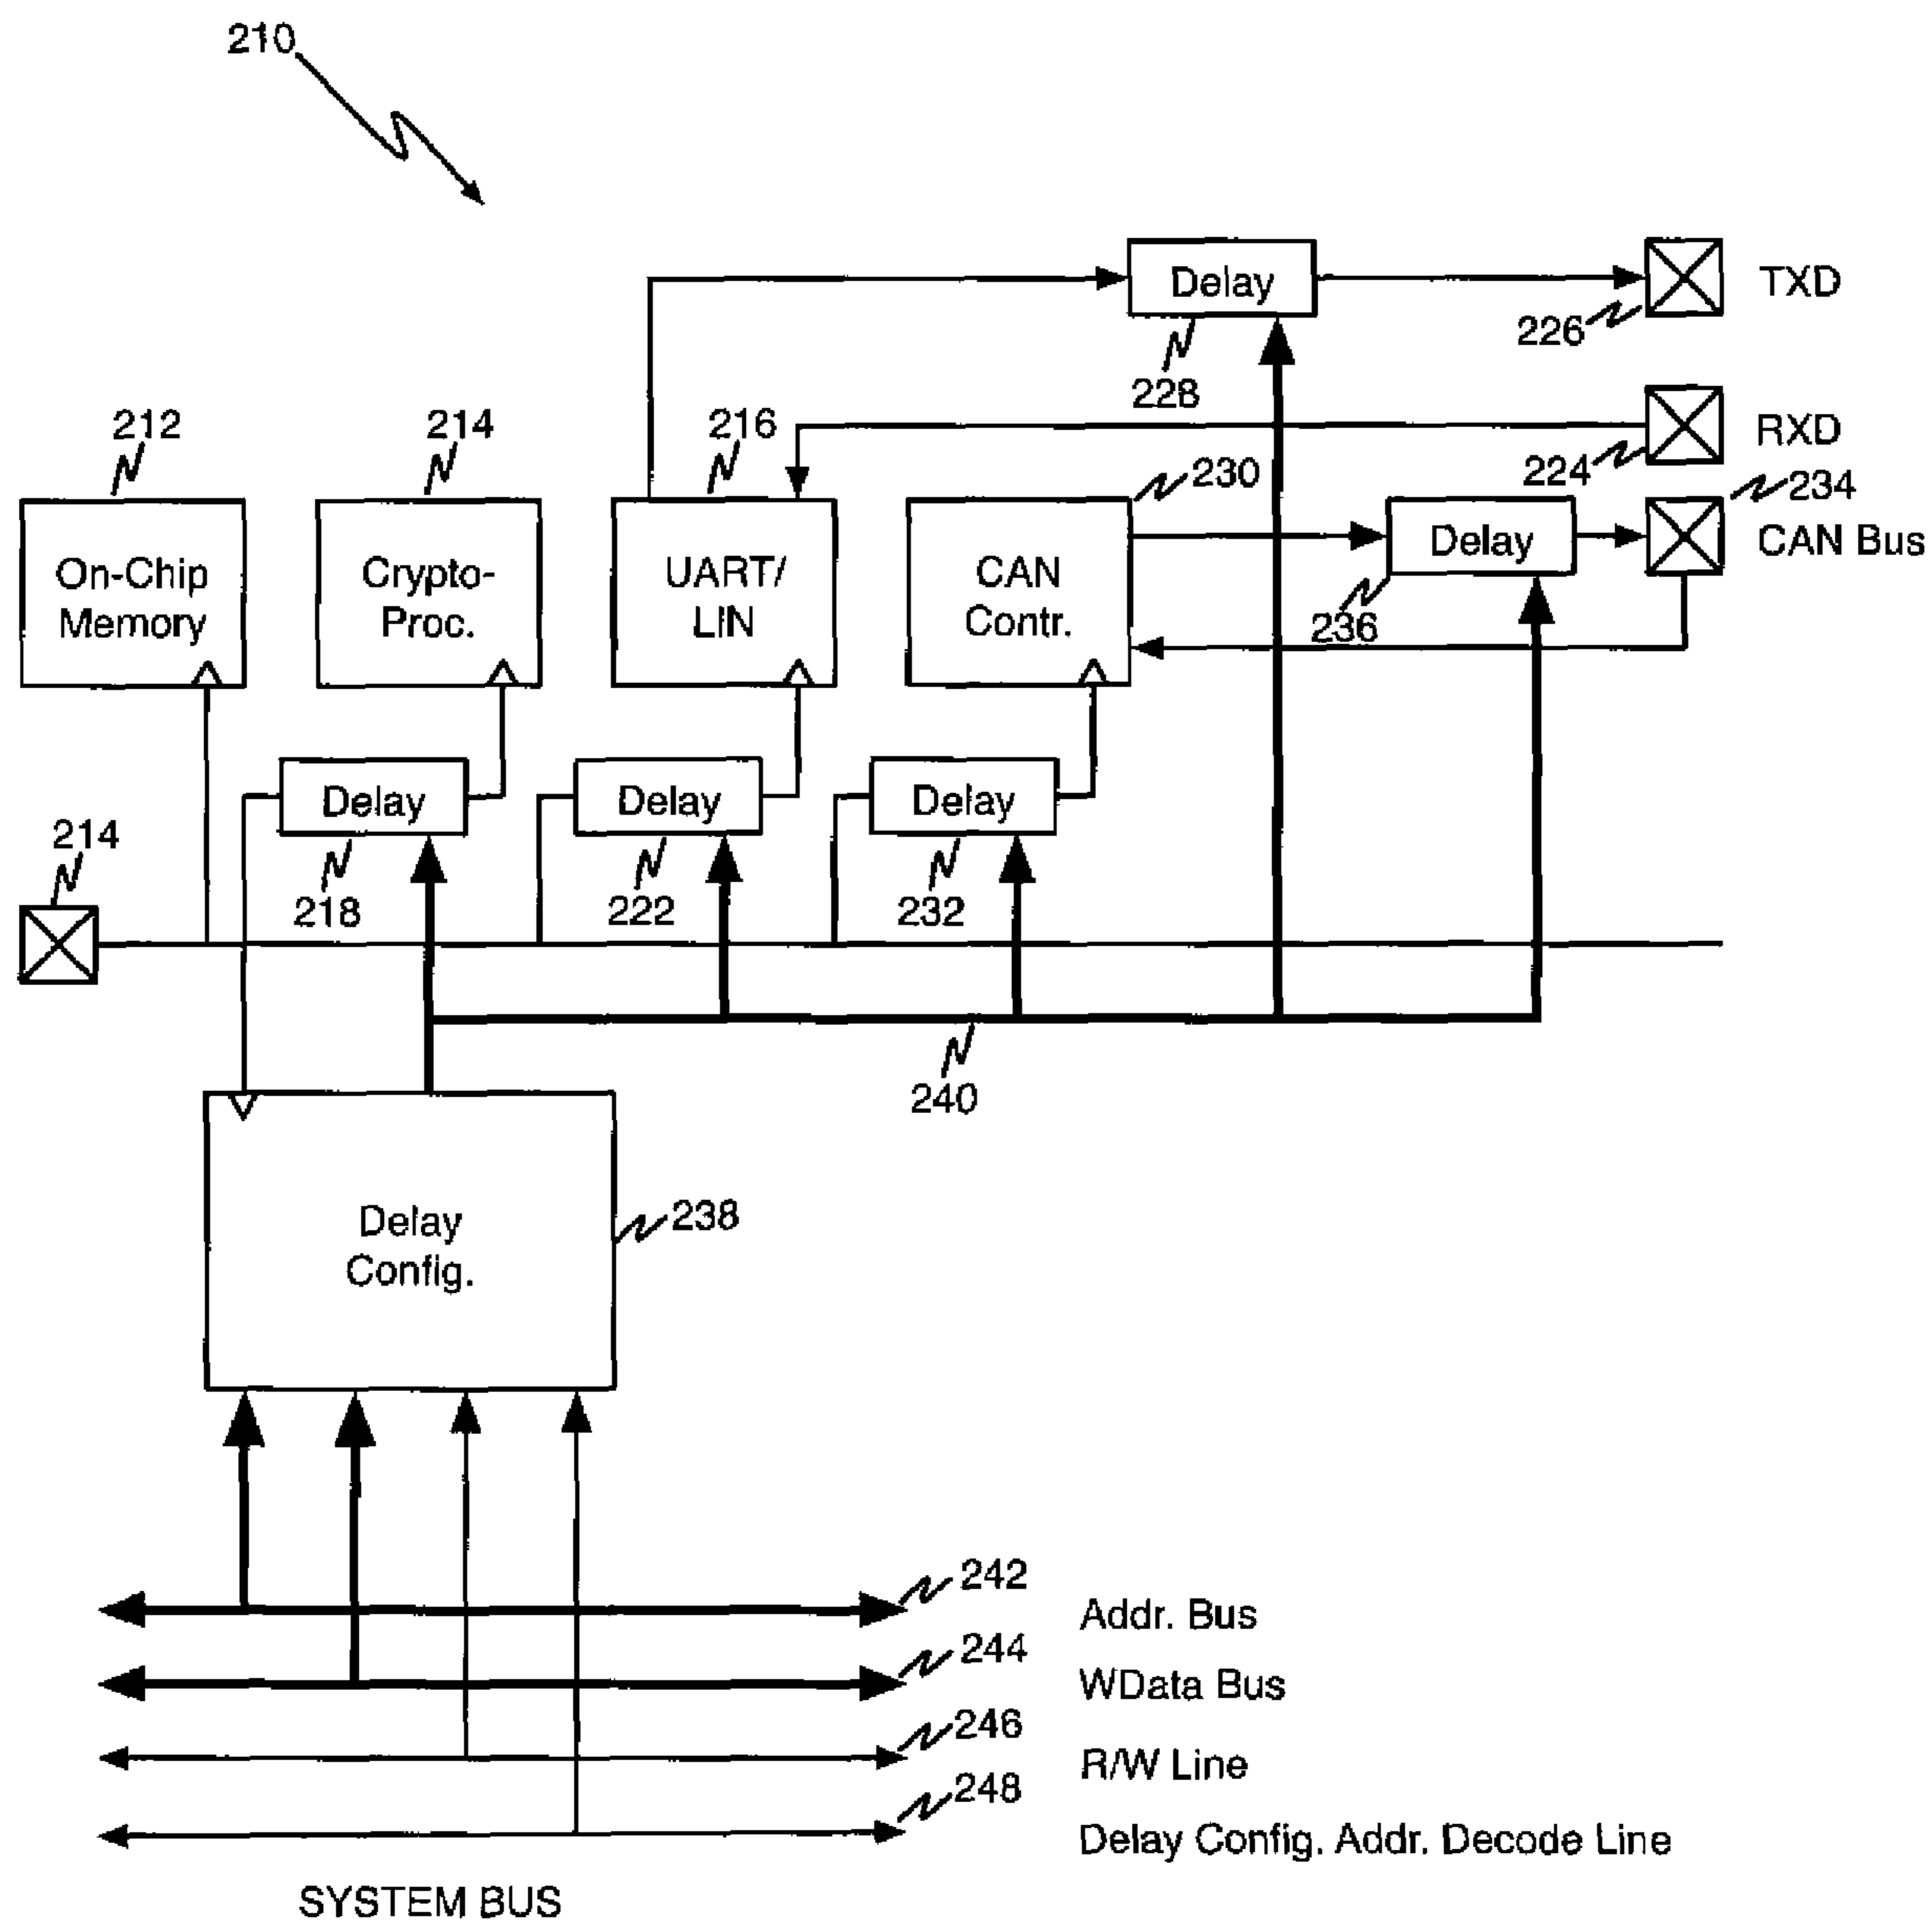 210
Delay
TXD
226
228
212
214
216
RXD
224
230
234
On-Chip
Memory
Crypto-
Proc.
UART/
LIN
CAN
Contr.
Delay
CAN Bus
236
Delay
Delay
Delay
214
218
222
232
240
Delay
Config.
238
242
Addr. Bus
244
WData Bus
246
R/W Line
248
Delay Config. Addr. Decode Line
SYSTEM BUS